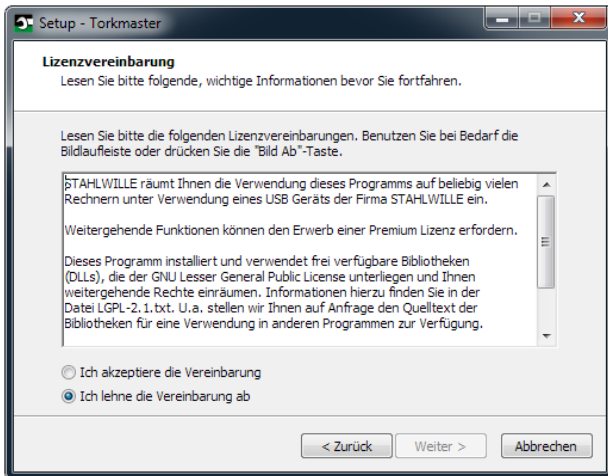 Setup - Torkmaster
Lizenzvereinbarung
Lesen Sie bitte folgende, wichtige Informationen bevor Sie fortfahren.
Lesen Sie bitte die folgenden Lizenzvereinbarungen. Benutzen Sie bei Bedarf die
Bildlaufleiste oder drücken Sie die "Bild Ab"-Taste.
STAHLWILLE räumt Ihnen die Verwendung dieses Programms auf beliebig vielen
Rechnern unter Verwendung eines USB Geräts der Firma STAHLWILLE ein.
Weitergehende Funktionen können den Erwerb einer Premium Lizenz erfordern.
Dieses Programm installiert und verwendet frei verfügbare Bibliotheken
(DLLs), die der GNU Lesser General Public License unterliegen und Ihnen
weitergehende Rechte einräumen. Informationen hierzu finden Sie in der
Datei LGPL-2.1.txt. U.a. stellen wir Ihnen auf Anfrage den Quelltext der
Bibliotheken für eine Verwendung in anderen Programmen zur Verfügung.
Ich akzeptiere die Vereinbarung
Ich lehne die Vereinbarung ab
< Zurück
Weiter >
Abbrechen